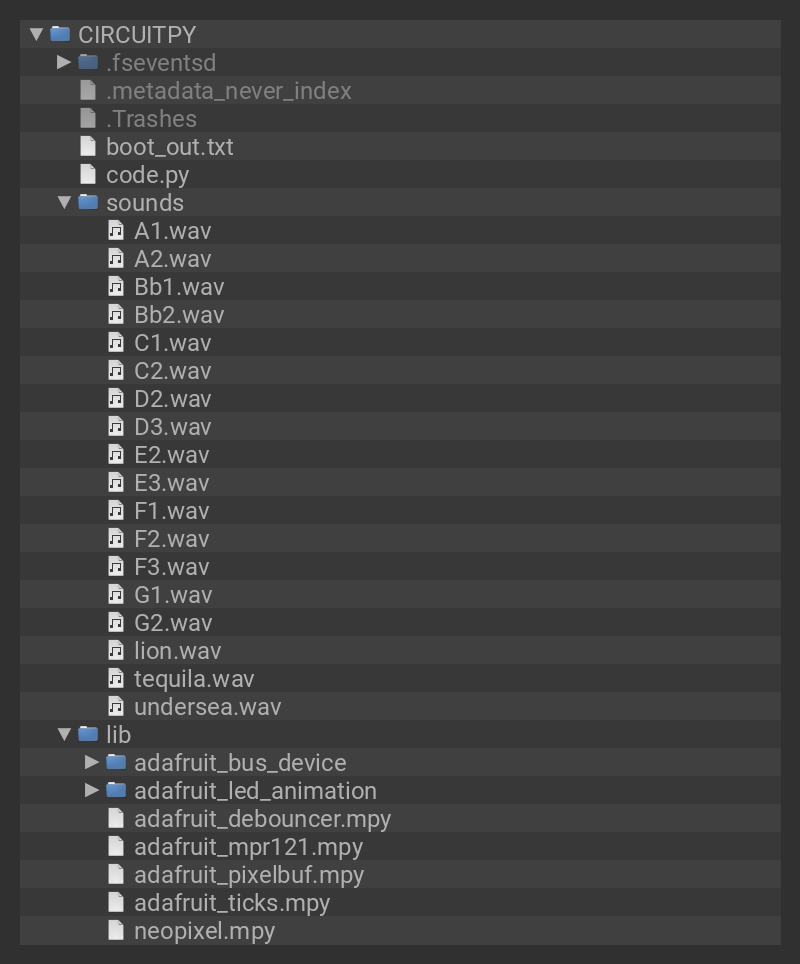 CIRCUITPY
.fseventsd
.metadata_never_index
.Trashes
boot_out.txt
code.py
sounds
A1.wav
A2.wav
Bb1.wav
Bb2.wav
C1.wav
C2.wav
D2.wav
D3.wav
E2.wav
E3.wav
F1.wav
F2.wav
F3.wav
G1.wav
G2.wav
lion.wav
tequila.wav
undersea.wav
lib
adafruit_bus_device
adafruit_led_animation
adafruit_debouncer.mpy
adafruit_mpr121.mpy
adafruit_pixelbuf.mpy
adafruit_ticks.mpy
neopixel.mpy